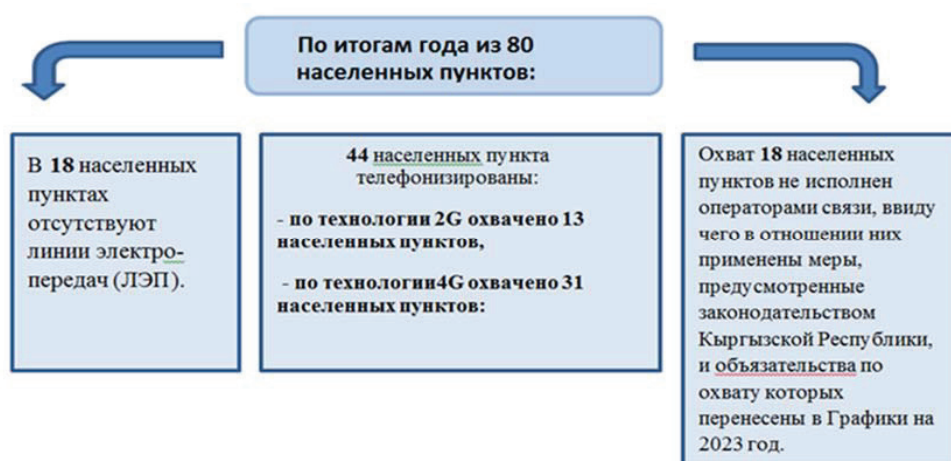 По итогам года из 80
населенных пунктов:
В 18 населенных
пунктах
отсутствуют
линии электро-
передач (ЛЭП).
44 населенных пункта
телефонизированы:
- по технологии 2G охвачено 13
населенных пунктов,
- по технологии4G охвачено 31
населенных пунктов:
Охват 18 населенных
пунктов не исполнен
операторами связи, ввиду
чего в отношении них
применены меры,
предусмотренные
законодательством
Кыргызской Республики,
и объязательства по
охвату которых
перенесены в Графики на
2023 год.